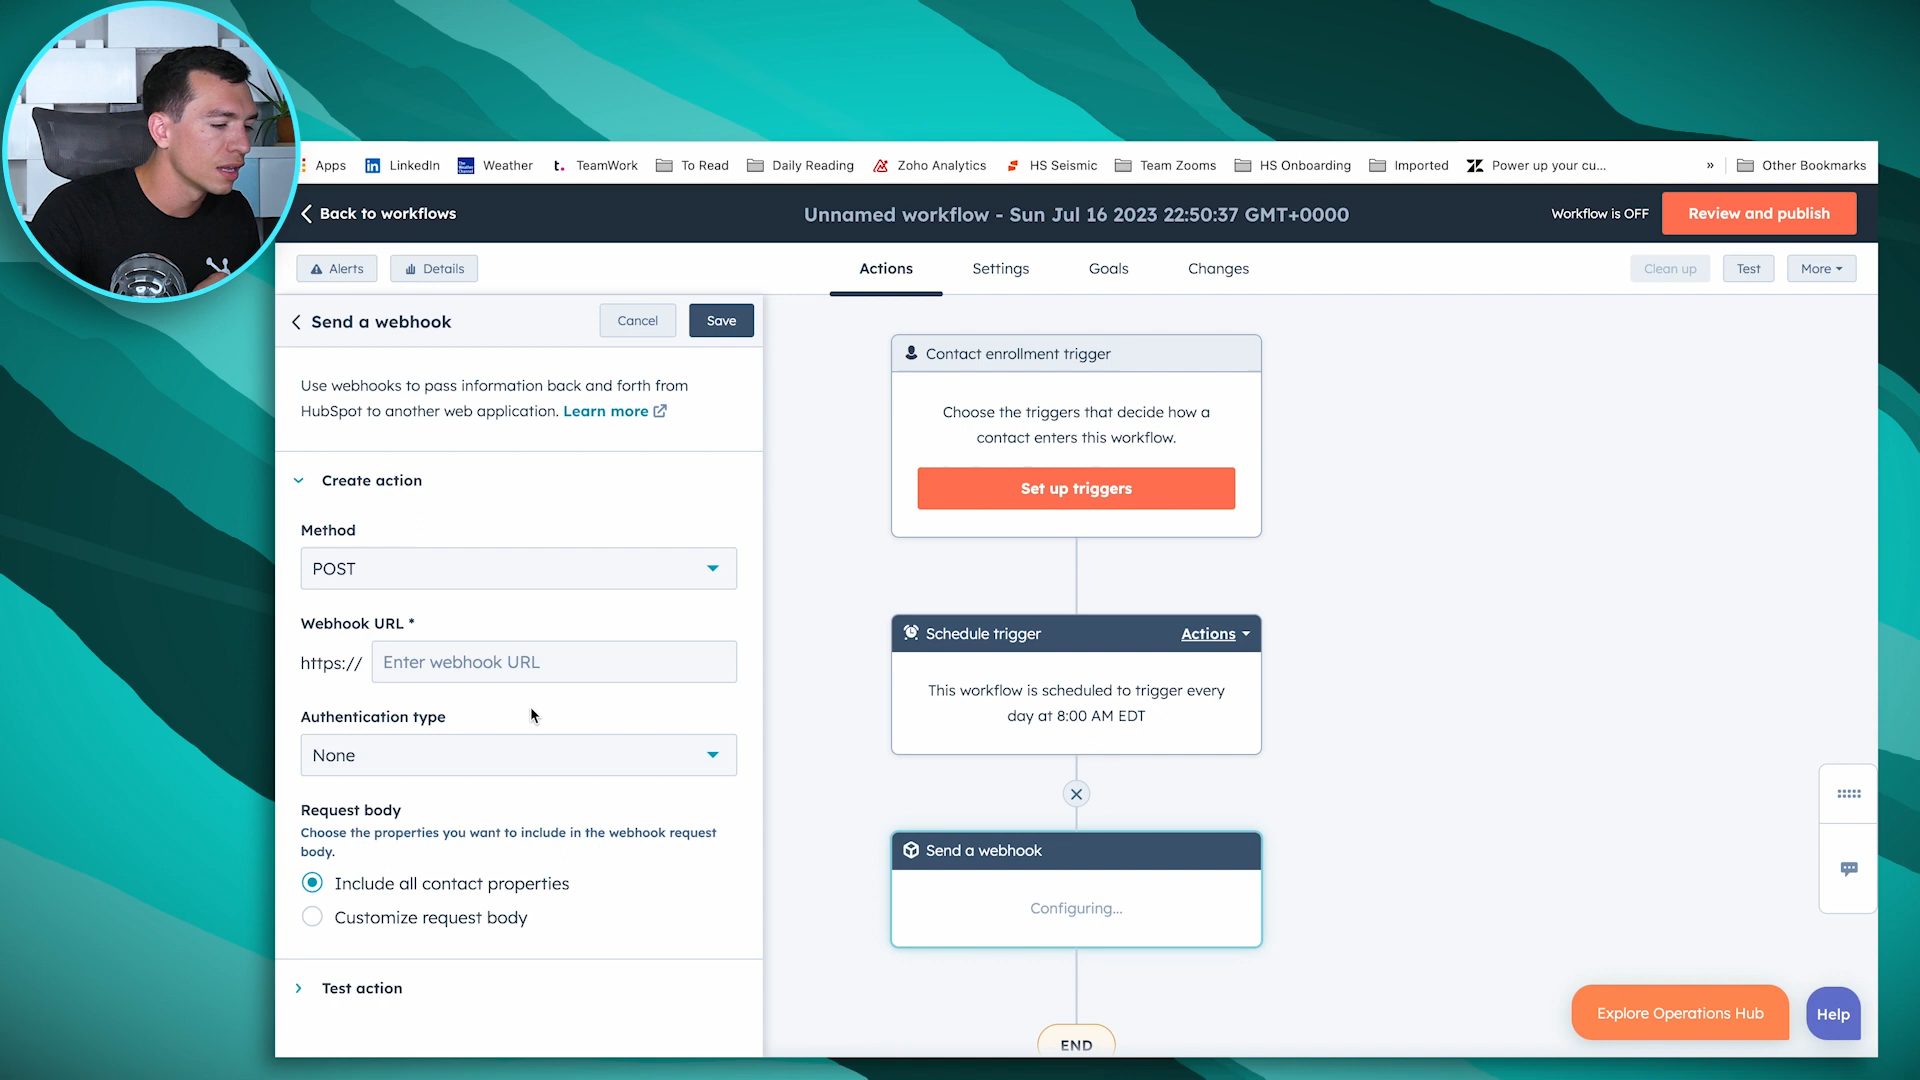 Apps
LinkedIn
Weather
t. TeamWork
To Read
Daily Reading
Zoho Analytics
HS Seismic
Team Zooms
HS Onboarding
Imported
Power up your cu...
»
Other Bookmarks
Back to workflows
Unnamed workflow - Sun Jul 16 2023 22:50:37 GMT+0000
Workflow is OFF
Review and publish
Alerts
Details
Actions
Settings
Goals
Changes
Clean up
Test
More
Send a webhook
Cancel
Save
Use webhooks to pass information back and forth from
HubSpot to another web application. Learn more
Create action
Method
POST
Webhook URL *
https://
Enter webhook URL
Authentication type
None
Request body
Choose the properties you want to include in the webhook request
body.
Include all contact properties
Customize request body
Test action
Contact enrollment trigger
Choose the triggers that decide how a
contact enters this workflow.
Set up triggers
Schedule trigger
Actions
This workflow is scheduled to trigger every
day at 8:00 AM EDT
Send a webhook
Configuring...
END
Explore Operations Hub
Help